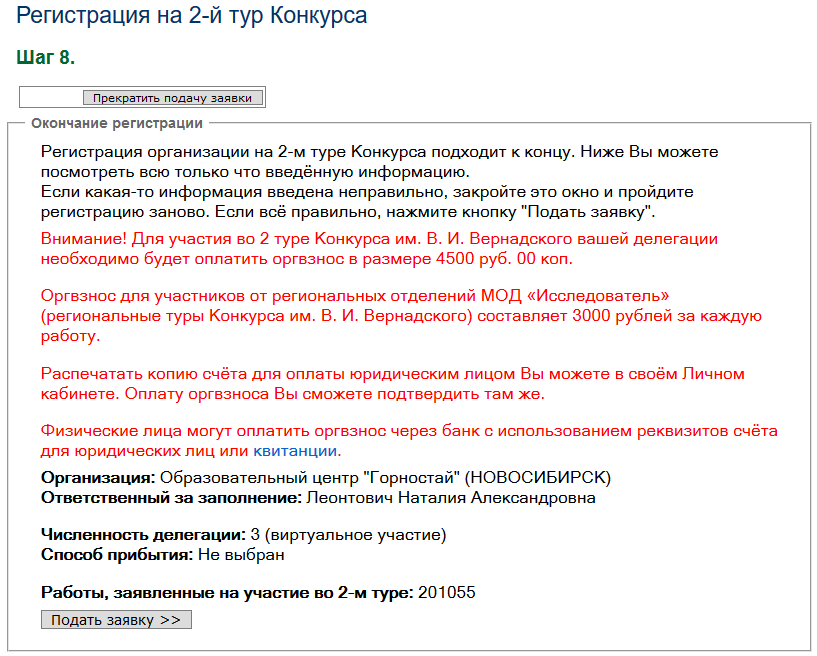 Регистрация на 2-й тур Конкурса
Шаг 8.
Прекратить подачу заявки
Окончание регистрации
Регистрация организации на 2-м туре Конкурса подходит к концу. Ниже Вы можете
посмотреть всю только что введённую информацию.
Если какая-то информация введена неправильно, закройте это окно и пройдите
регистрацию заново. Если всё правильно, нажмите кнопку "Подать заявку".
Внимание! Для участия во 2 туре Конкурса им. В. И. Вернадского вашей делегации
необходимо будет оплатить оргвзнос в размере 4500 руб. 00 коп.
Оргвзнос для участников от региональных отделений МОД «Исследователь»
(региональные туры Конкурса им. В. И. Вернадского) составляет 3000 рублей за каждую
работу.
Распечатать копию счёта для оплаты юридическим лицом Вы можете в своём Личном
кабинете. Оплату оргвзноса Вы сможете подтвердить там же.
Физические лица могут оплатить оргвзнос через банк с использованием реквизитов счёта
для юридических лиц или квитанции.
Организация: Образовательный центр "Горностай" (НОВОСИБИРСК)
Ответственный за заполнение: Леонтович Наталия Александровна
Численность делегации: 3 (виртуальное участие)
Способ прибытия: Не выбран
Работы, заявленные на участие во 2-м туре: 201055
Подать заявку >>